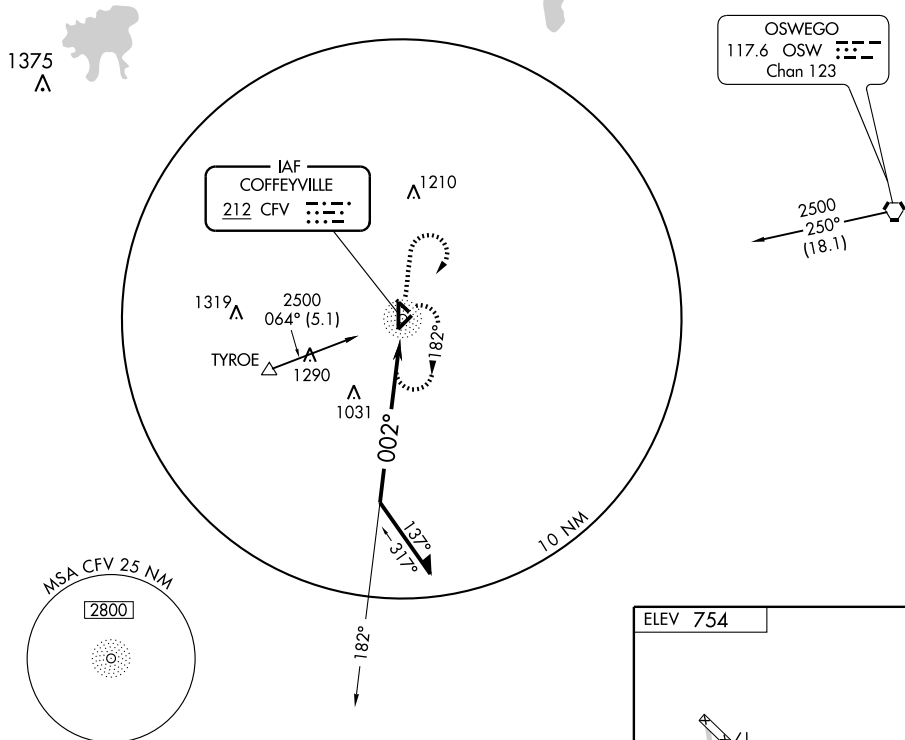 1375
OSWEGO
117.6 OSW
Chan 123
IAF
COFFEYVILLE
212 CFV
1210
2500
250°
(18.1)
1319
2500
064° (5.1)
TYROE
1290
182°
1031
002°
137°
317°
10 NM
MSA CFV 25 NM
2800
182°
ELEV 754